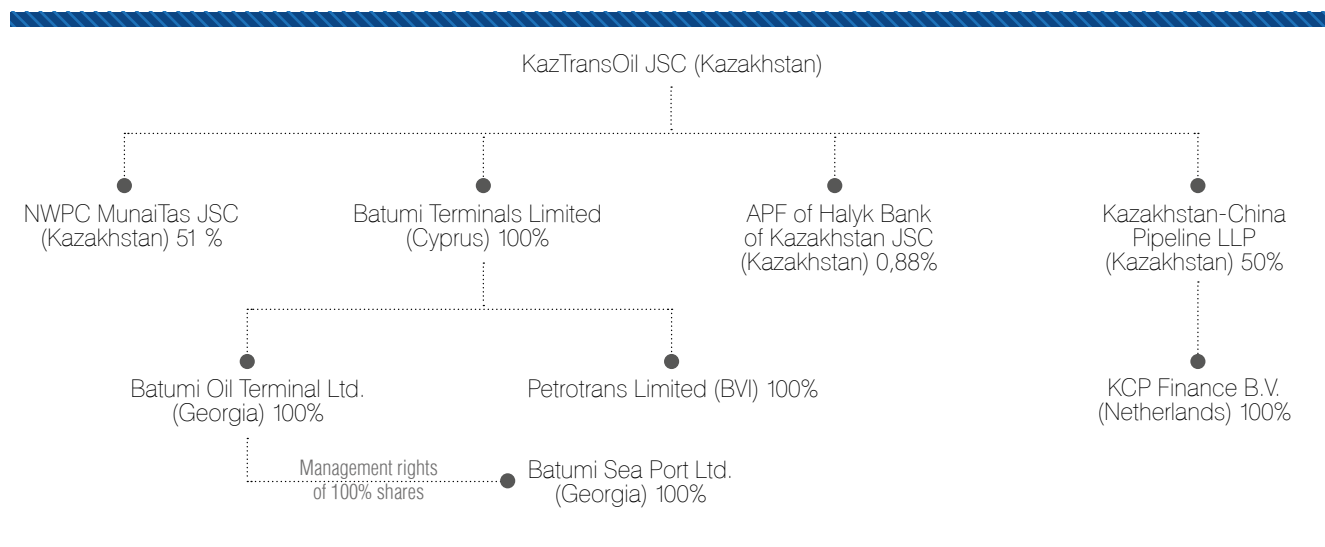 KazTransOil JSC (Kazakhstan)
NWPC MunaiTas JSC
(Kazakhstan) 51 %
Batumi Terminals Limited
(Cyprus) 100%
APF of Halyk Bank
of Kazakhstan JSC
(Kazakhstan) 0,88%
Kazakhstan-China
Pipeline LLP
(Kazakhstan) 50%
Batumi Oil Terminal Ltd.
(Georgia) 100%
Petrotrans Limited (BVI) 100%
KCP Finance B.V.
(Netherlands) 100%
Management rights
of 100% shares
Batumi Sea Port Ltd.
(Georgia) 100%